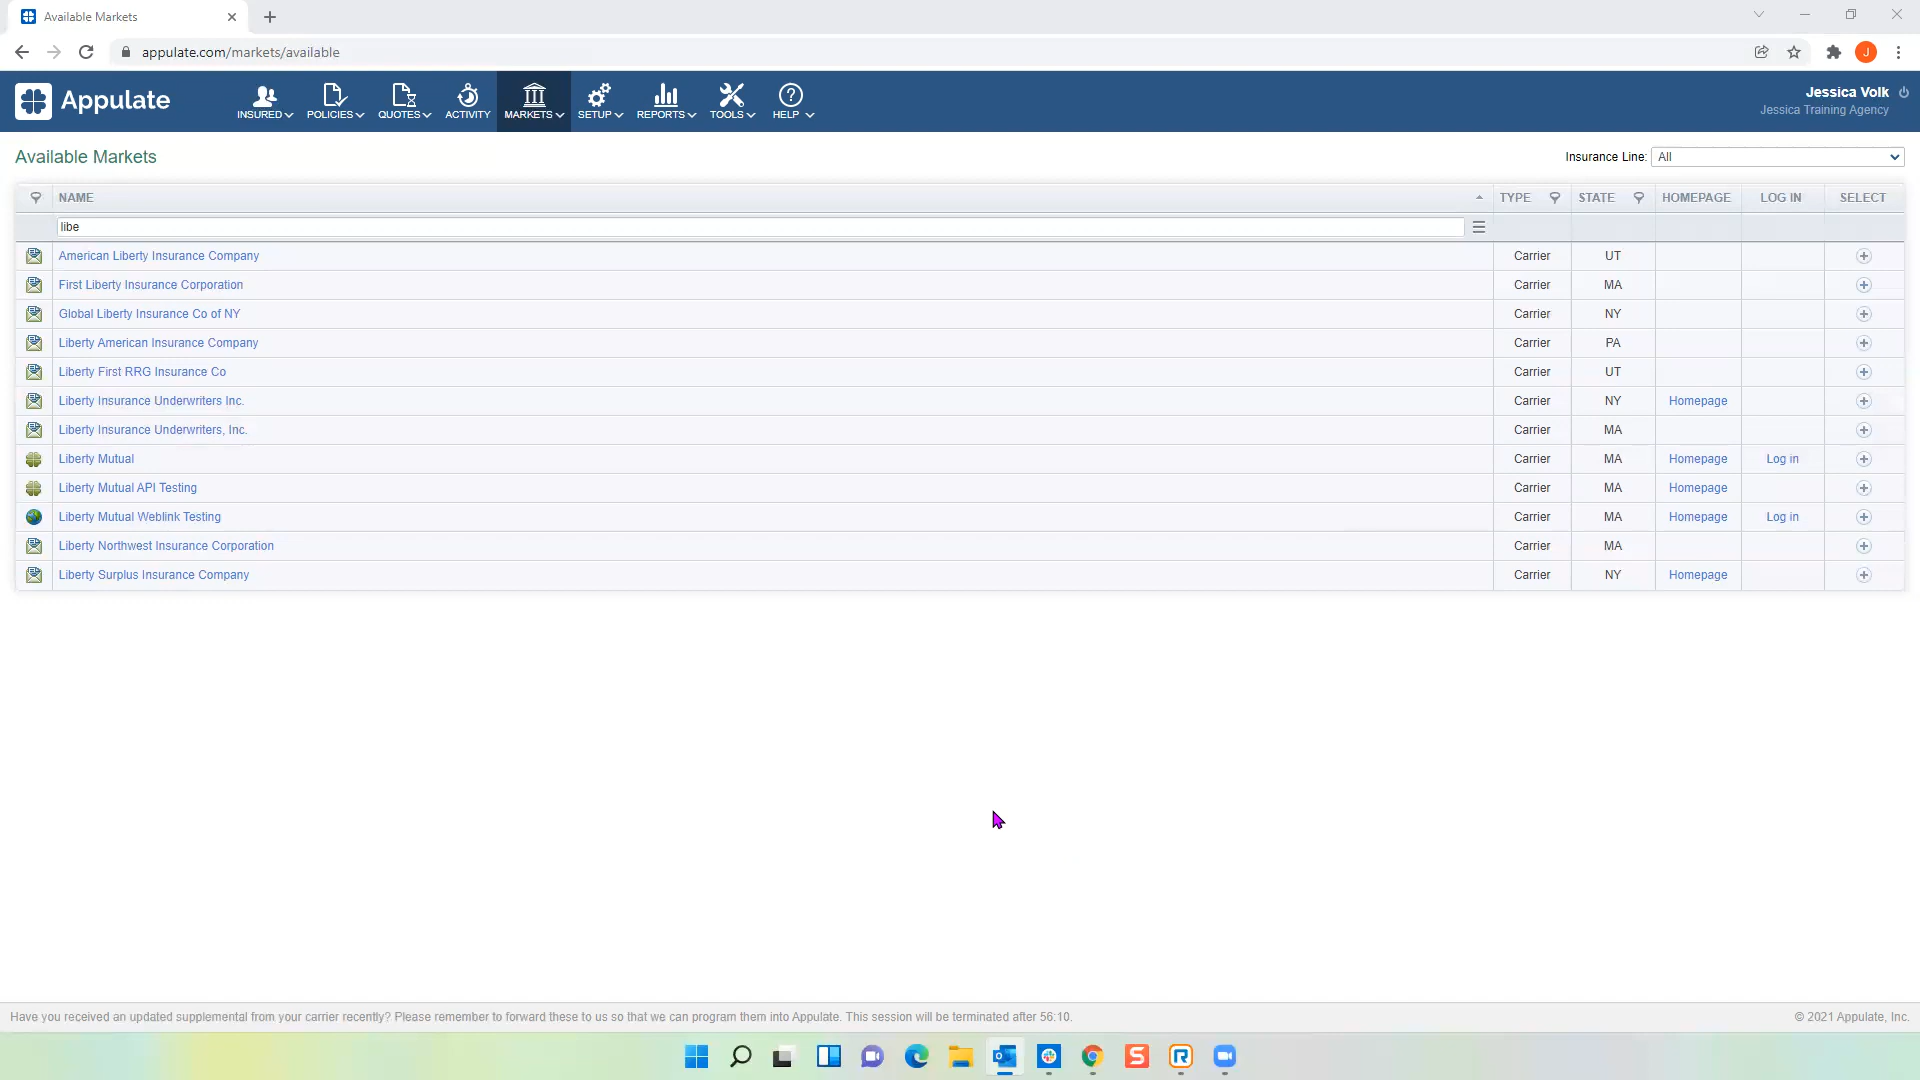 Available Markets
appulate.com/markets/available
J
Appulate
INSURED
POLICIES
QUOTES
ACTIVITY
MARKETS
SETUP
REPORTS
TOOLS
HELP
Jessica Volk
Jessica Training Agency
Available Markets
Insurance Line: All
NAME TYPE STATE HOMEPAGE LOG IN SELECT
libe
American Liberty Insurance Company Carrier UT
First Liberty Insurance Corporation Carrier MA
Global Liberty Insurance Co of NY Carrier NY
Liberty American Insurance Company Carrier PA
Liberty First RRG Insurance Co Carrier UT
Liberty Insurance Underwriters Inc. Carrier NY Homepage
Liberty Insurance Underwriters, Inc. Carrier MA
Liberty Mutual Carrier MA Homepage Log in
Liberty Mutual API Testing Carrier MA Homepage
Liberty Mutual Weblink Testing Carrier MA Homepage Log in
Liberty Northwest Insurance Corporation Carrier MA
Liberty Surplus Insurance Company Carrier NY Homepage
Have you received an updated supplemental from your carrier recently? Please remember to forward these to us so that we can program them into Appulate. This session will be terminated after 56:10.
© 2021 Appulate, Inc.